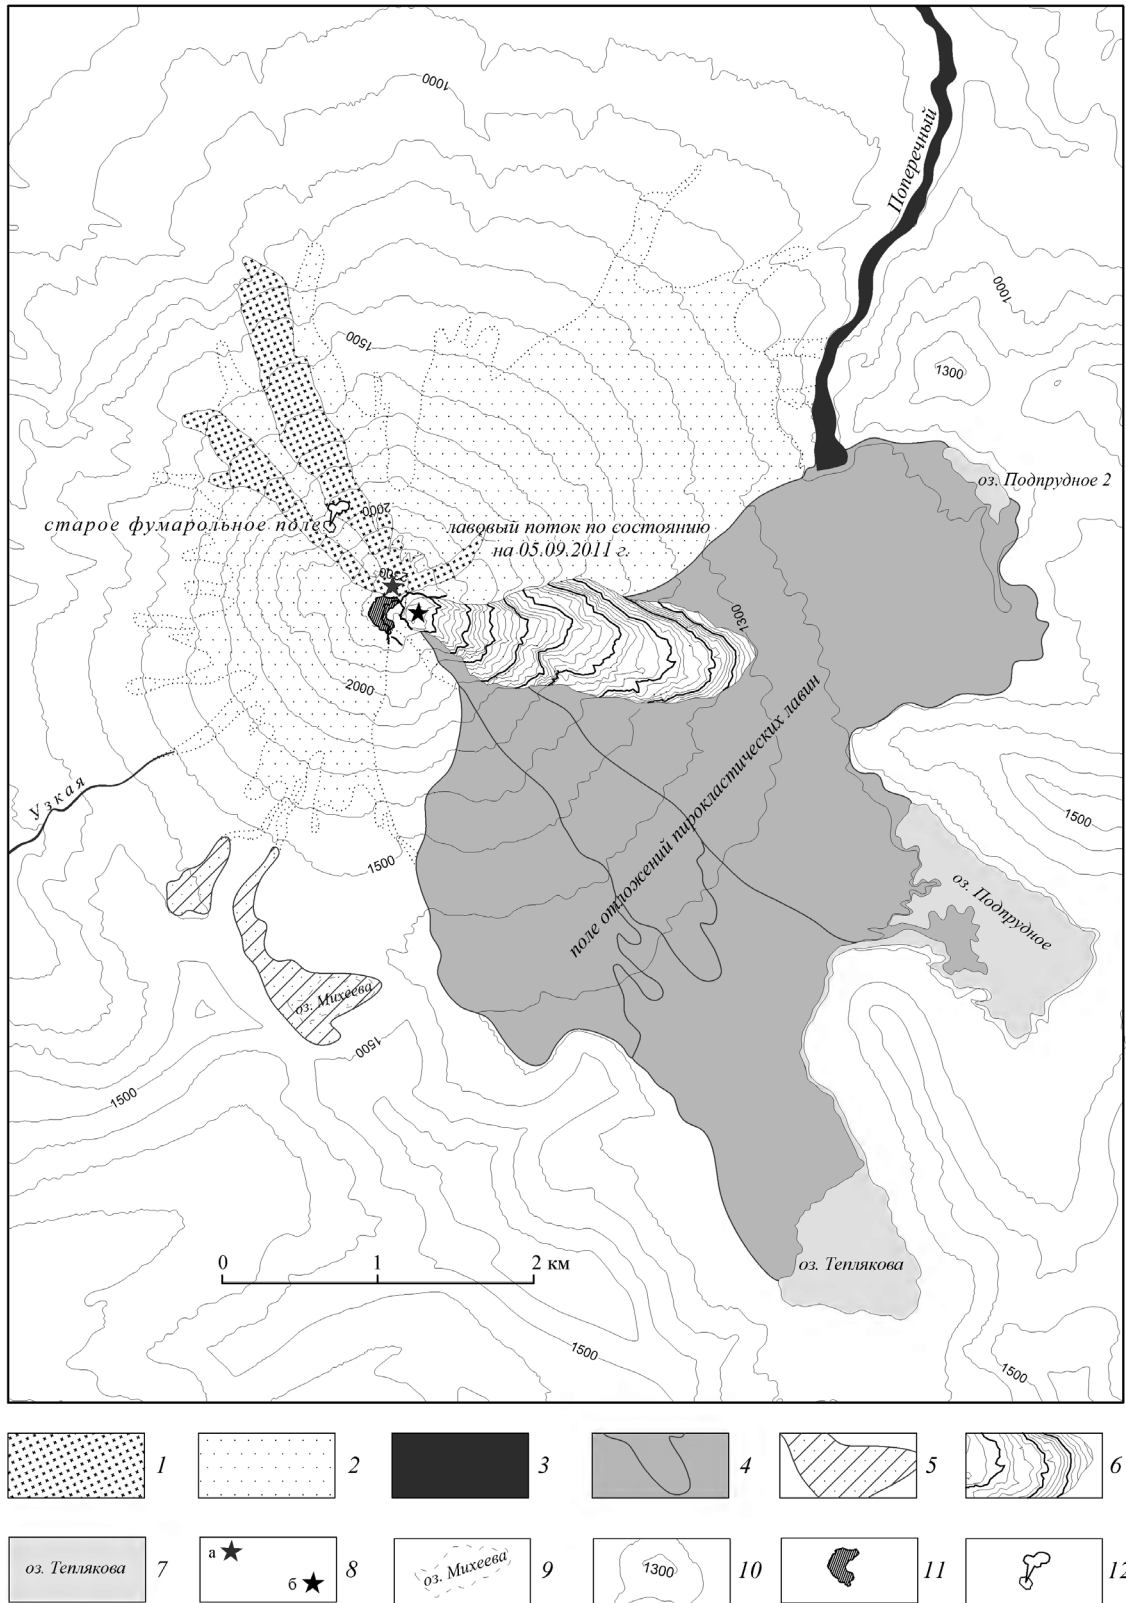 1000
Поперечный
1000
1500
1300
оз. Подпрудное 2
2000
старое фумарольное поле
лавовый поток по состоянию
на 05.09.2011 г.
2500
1300
2000
поле отложений пирокластических лавин
Узкая
1500
1500
оз. Подпрудное
оз. Михеева
1500
1500
0 1 2 км
оз. Теплякова
1500
1500
1 2 3 4 5 6
оз. Теплякова 7 а б 8 оз. Михеева 9 1300 10 11 12